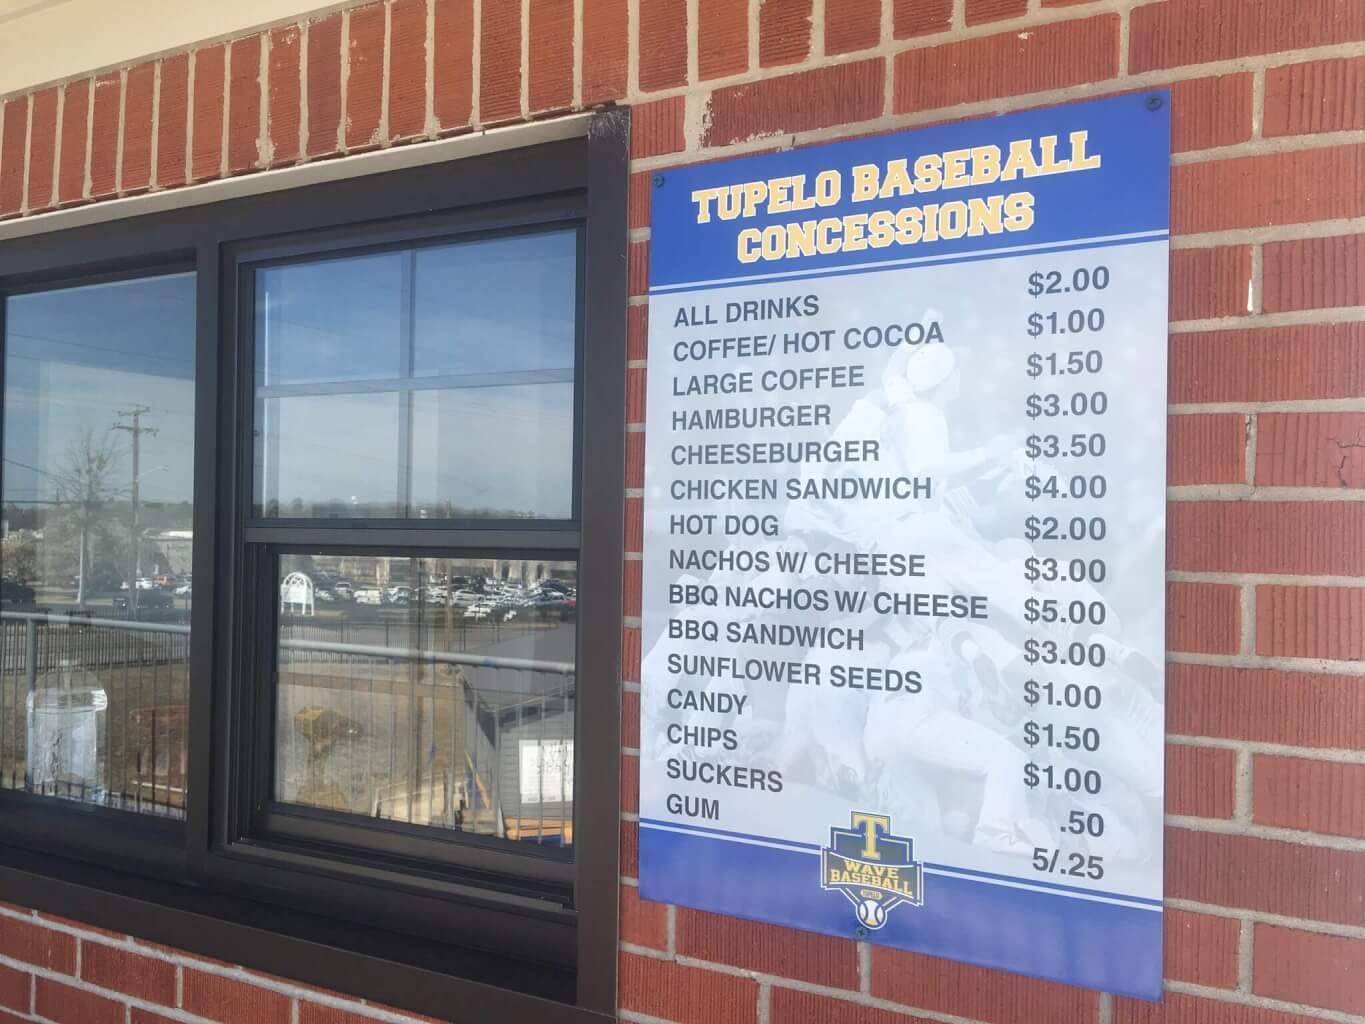 TUPELO BASEBALL
CONCESSIONS
ALL DRINKS $2.00
COFFEE/ HOT COCOA $1.00
LARGE COFFEE $1.50
HAMBURGER $3.00
CHEESEBURGER $3.50
CHICKEN SANDWICH $4.00
HOT DOG $2.00
NACHOS W/ CHEESE $3.00
BBQ NACHOS W/ CHEESE $5.00
BBQ SANDWICH $3.00
SUNFLOWER SEEDS $1.00
CANDY $1.50
CHIPS $1.00
SUCKERS .50
GUM 5/.25
T
WAVE
BASEBALL
TUPELO